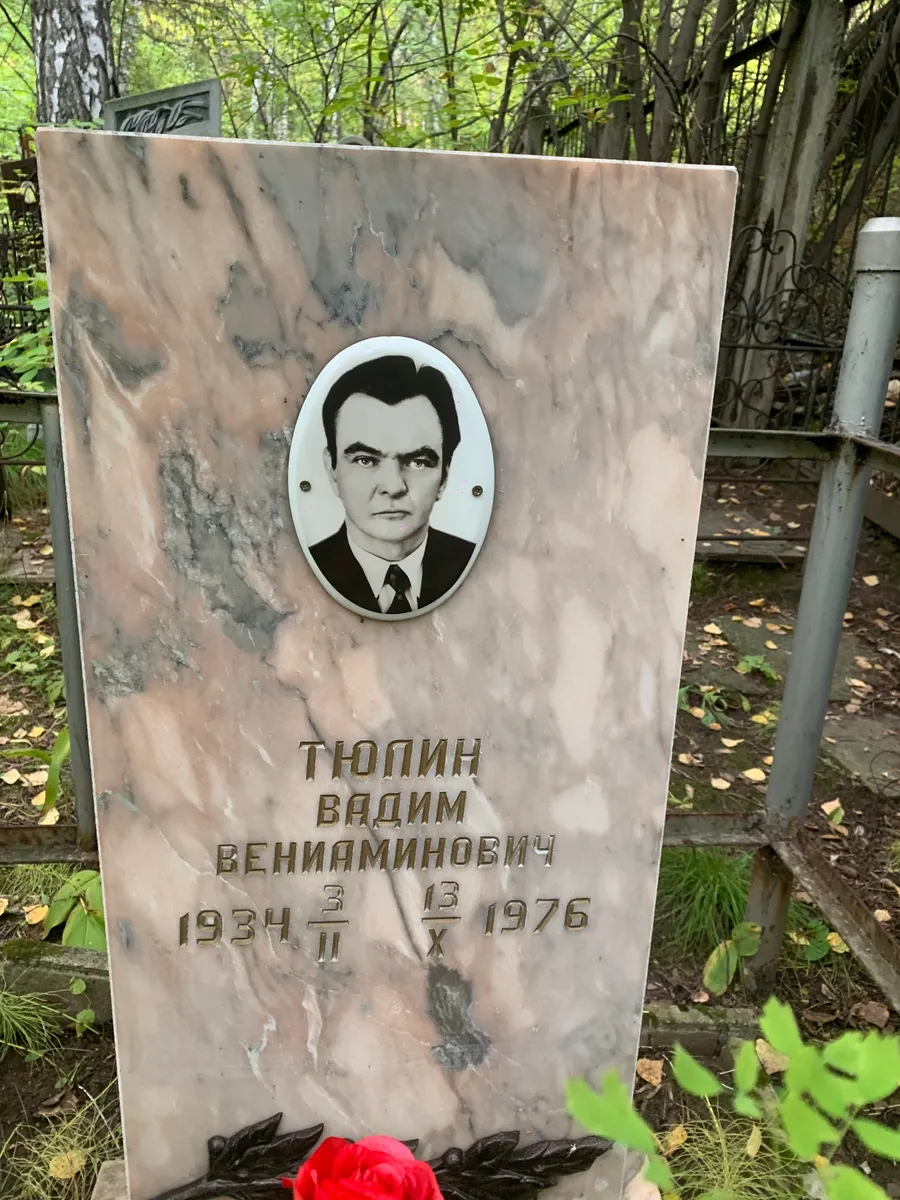 ТЮЛИН
ВАДИМ
ВЕНИАМИНОВИЧ
1934 3/II 13/X 1976